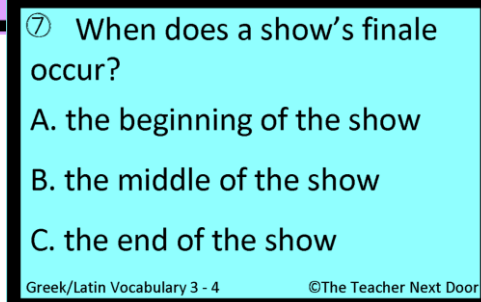 ⑦ When does a show's finale
occur?
A. the beginning of the show
B. the middle of the show
C. the end of the show
Greek/Latin Vocabulary 3 - 4 ©The Teacher Next Door